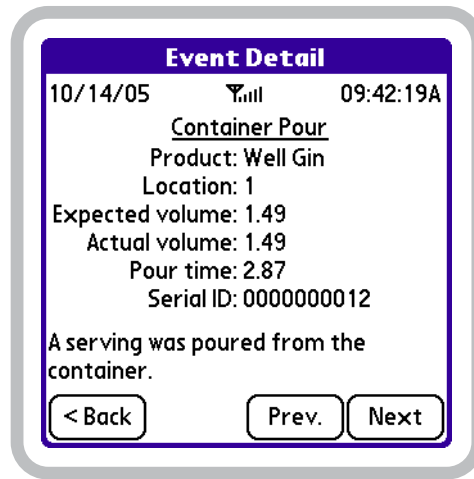 Event Detail
10/14/05 09:42:19A
Container Pour
Product: Well Gin
Location: 1
Expected volume: 1.49
Actual volume: 1.49
Pour time: 2.87
Serial ID: 0000000012
A serving was poured from the
container.
< Back Prev. Next